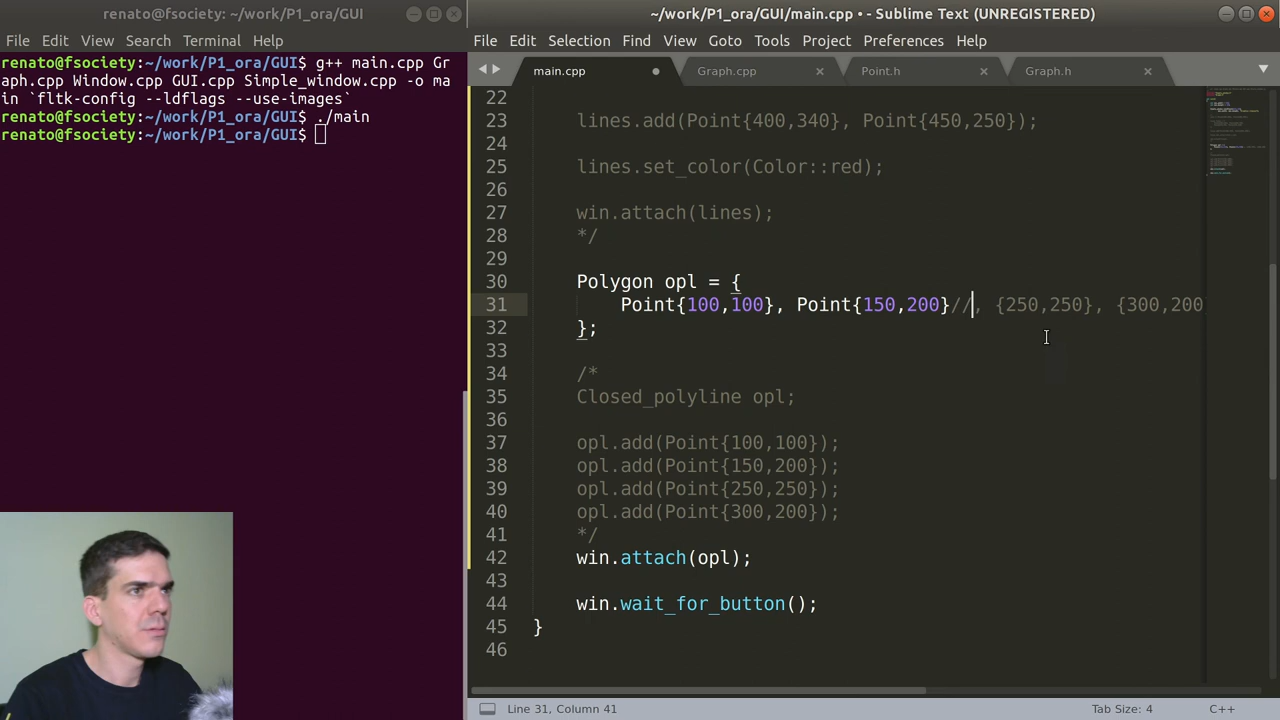 renato@fsociety: ~/work/P1_ora/GUI
File Edit View Search Terminal Help
renato@fsociety:~/work/P1_ora/GUI$ g++ main.cpp Gr
aph.cpp Window.cpp GUI.cpp Simple_window.cpp -o ma
in `fltk-config --ldflags --use-images`
renato@fsociety:~/work/P1_ora/GUI$ ./main
renato@fsociety:~/work/P1_ora/GUI$
~/work/P1_ora/GUI/main.cpp • - Sublime Text (UNREGISTERED)
File Edit Selection Find View Goto Tools Project Preferences Help
main.cpp Graph.cpp Point.h Graph.h
22
23 lines.add(Point{400,340}, Point{450,250});
24
25 lines.set_color(Color::red);
26
27 win.attach(lines);
28 */
29
30 Polygon opl = {
31 Point{100,100}, Point{150,200}//, {250,250}, {300,200
32 };
33
34 /*
35 Closed_polyline opl;
36
37 opl.add(Point{100,100});
38 opl.add(Point{150,200});
39 opl.add(Point{250,250});
40 opl.add(Point{300,200});
41 */
42 win.attach(opl);
43
44 win.wait_for_button();
45 }
46
Line 31, Column 41 Tab Size: 4 C++